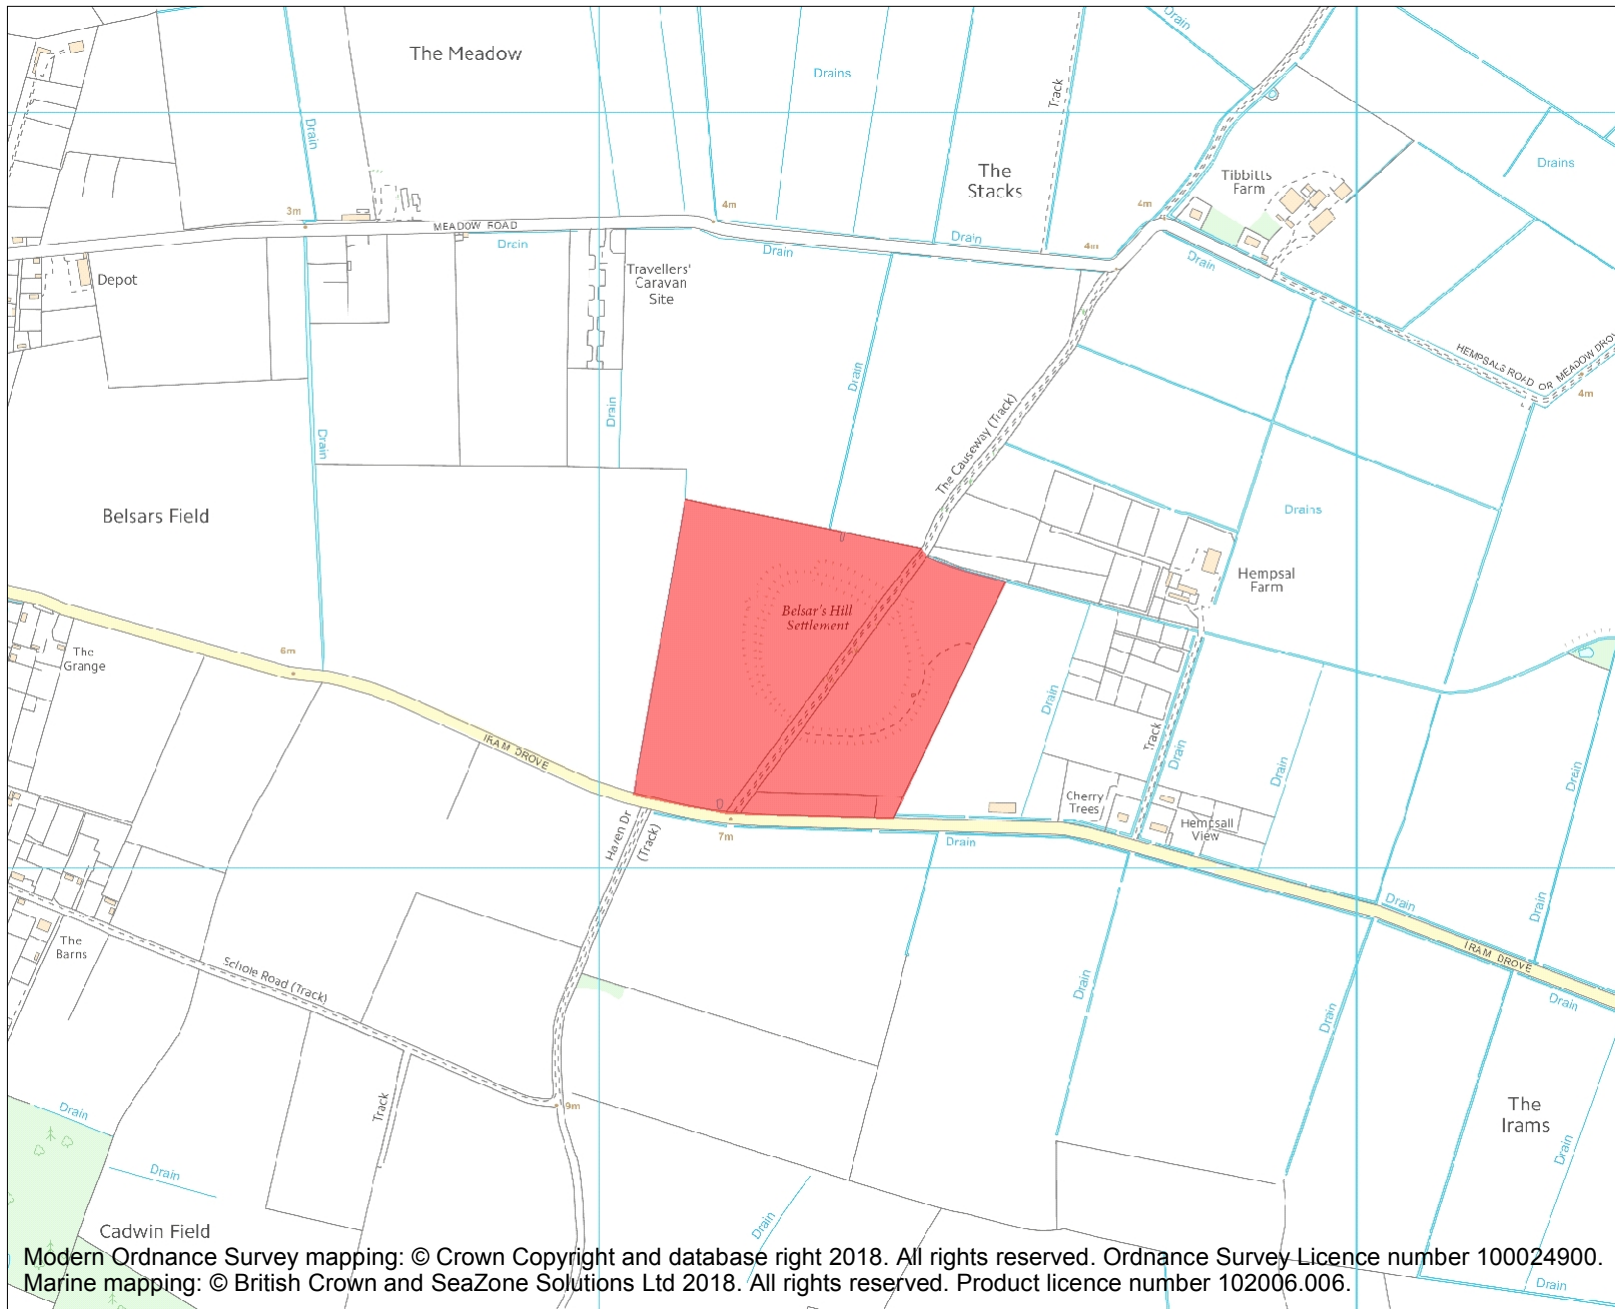 Drain
The Meadow
Drains
Track
Drain
The
Stacks
Drains
Tibbitts
Farm
3m
4m
4m
MEADOW ROAD
Drain
Drain
Drain
4m
Drain
Depot
Travellers'
Caravan
Site
HEMPSALS ROAD OR MEADOW DRO
4m
Drain
Drain
Drain
The Causeway (Track)
Belsars Field
Drains
Hempsal
Farm
Belsar's Hill
Settlement
The
Grange
6m
Drain
IRAM DROVE
Track
Drain
Drain
Drain
Cherry
Trees
Hempsall
View
Haren Dr
(Track)
7m
Drain
Drain
Drain
The
Barns
IRAM DROVE
Schole Road (Track)
Drain
Drain
Drain
Track
9m
Drain
The
Irams
Drain
Drain
Drain
Cadwin Field
Modern Ordnance Survey mapping: © Crown Copyright and database right 2018. All rights reserved. Ordnance Survey Licence number 100024900.
Marine mapping: © British Crown and SeaZone Solutions Ltd 2018. All rights reserved. Product licence number 102006.006.
Drain